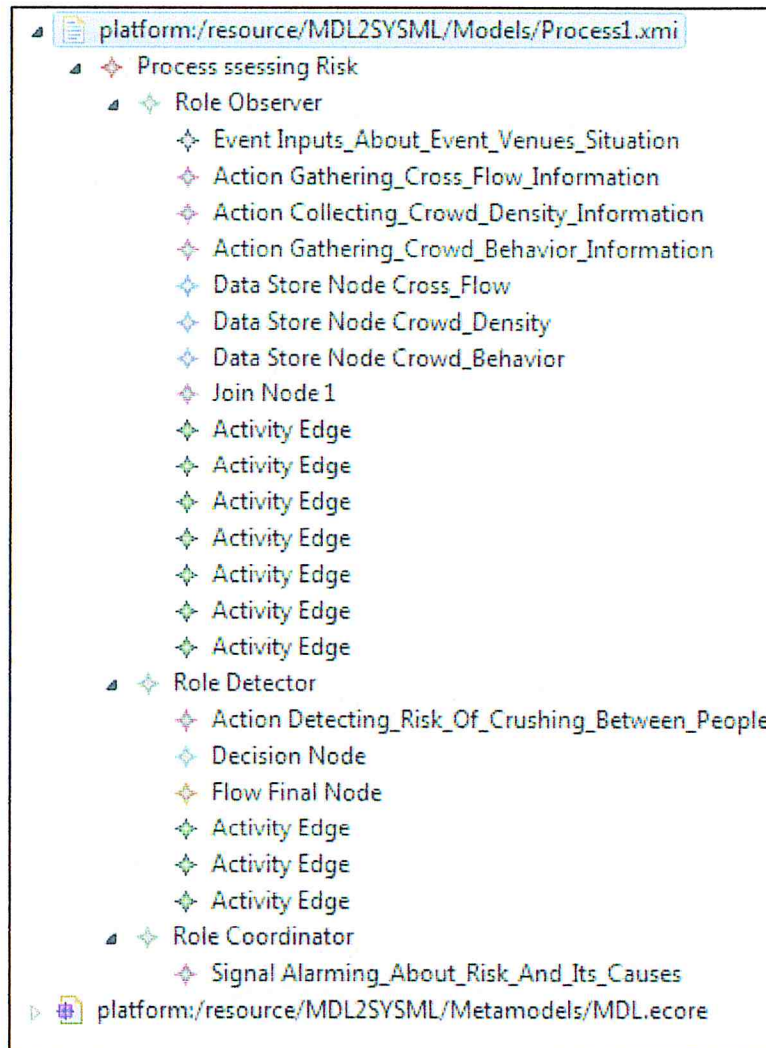 platform:/resource/MDL2SYSML/Models/Process1.xmi
Process ssessing Risk
Role Observer
Event Inputs_About_Event_Venues_Situation
Action Gathering_Cross_Flow_Information
Action Collecting_Crowd_Density_Information
Action Gathering_Crowd_Behavior_Information
Data Store Node Cross_Flow
Data Store Node Crowd_Density
Data Store Node Crowd_Behavior
Join Node 1
Activity Edge
Activity Edge
Activity Edge
Activity Edge
Activity Edge
Activity Edge
Activity Edge
Role Detector
Action Detecting_Risk_Of_Crushing_Between_People
Decision Node
Flow Final Node
Activity Edge
Activity Edge
Activity Edge
Role Coordinator
Signal Alarming_About_Risk_And_Its_Causes
platform:/resource/MDL2SYSML/Metamodels/MDL.ecore